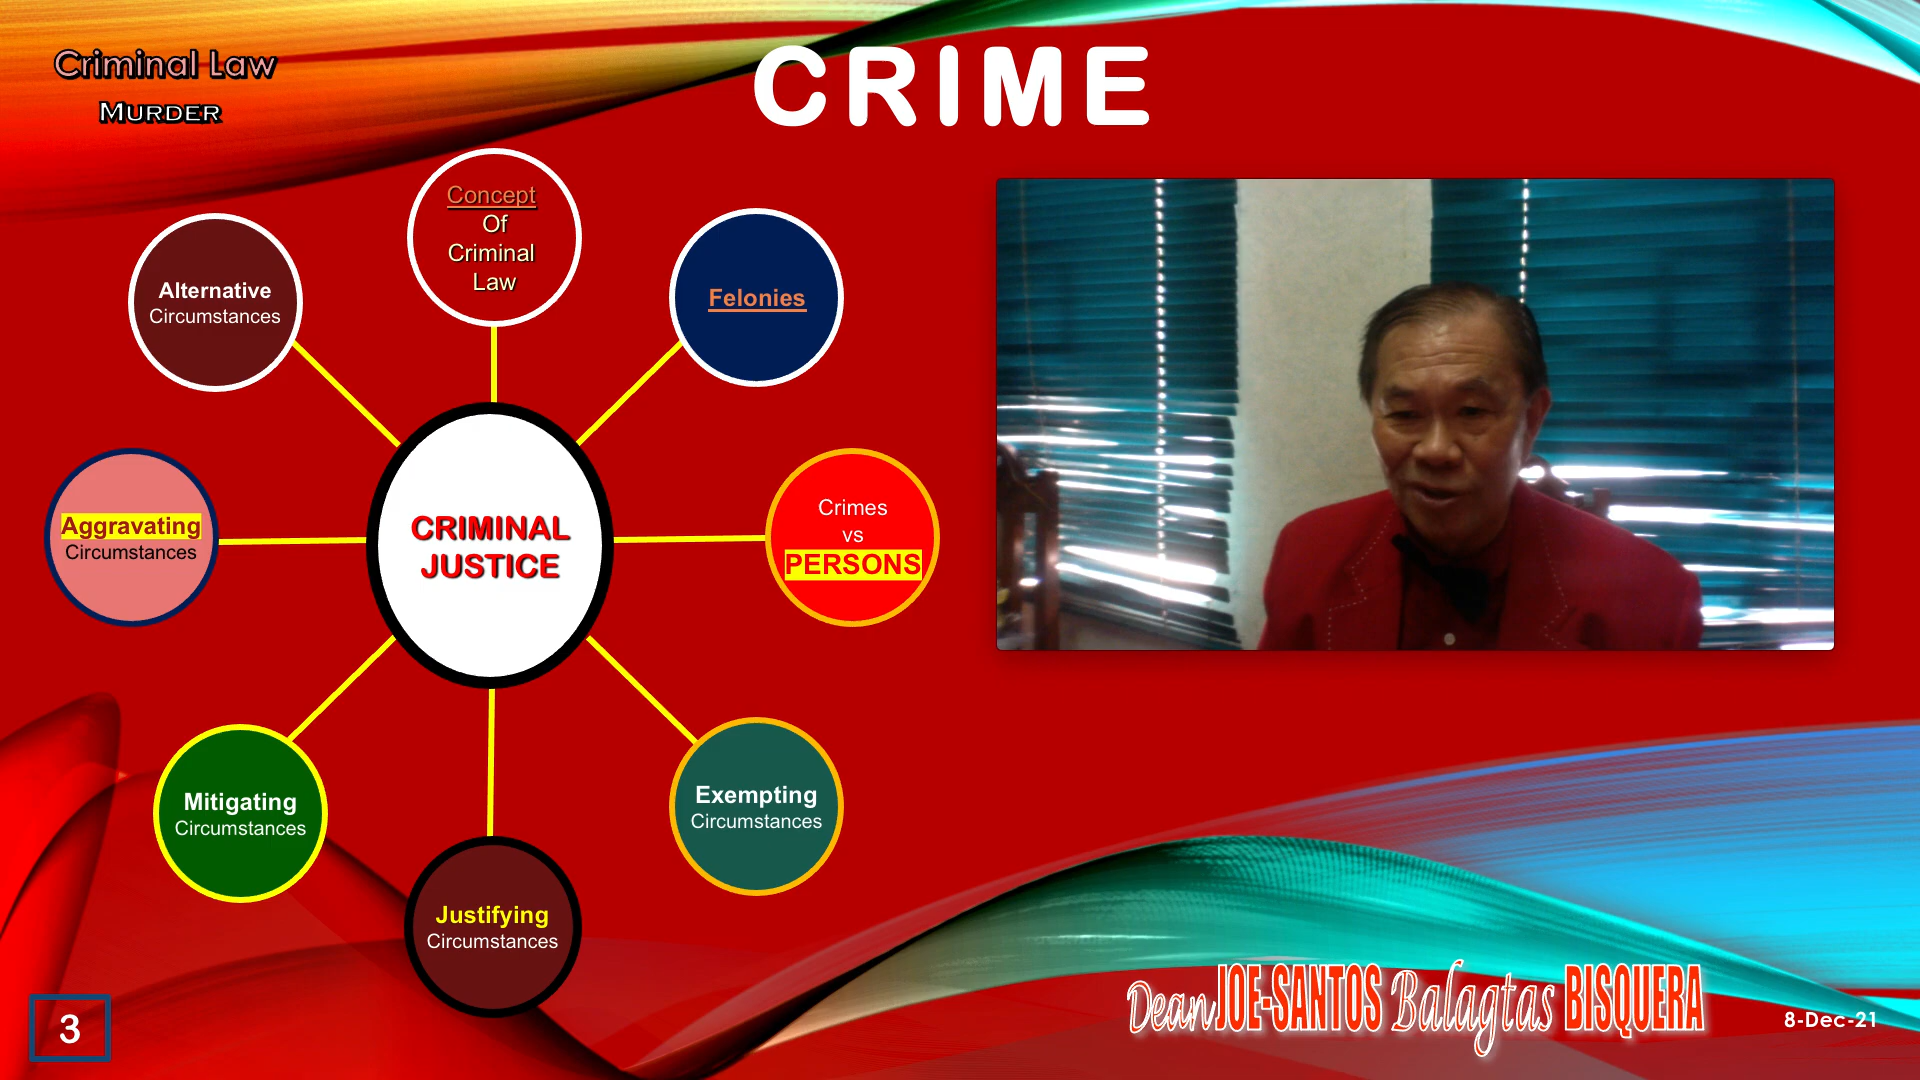 Criminal Law
MURDER
CRIME
Concept
Of
Criminal
Law
Felonies
Alternative
Circumstances
Crimes
vs
PERSONS
Aggravating
Circumstances
CRIMINAL
JUSTICE
Mitigating
Circumstances
Exempting
Circumstances
Justifying
Circumstances
3
Dean JOE-SANTOS Balagtas BISQUERA
8-Dec-21